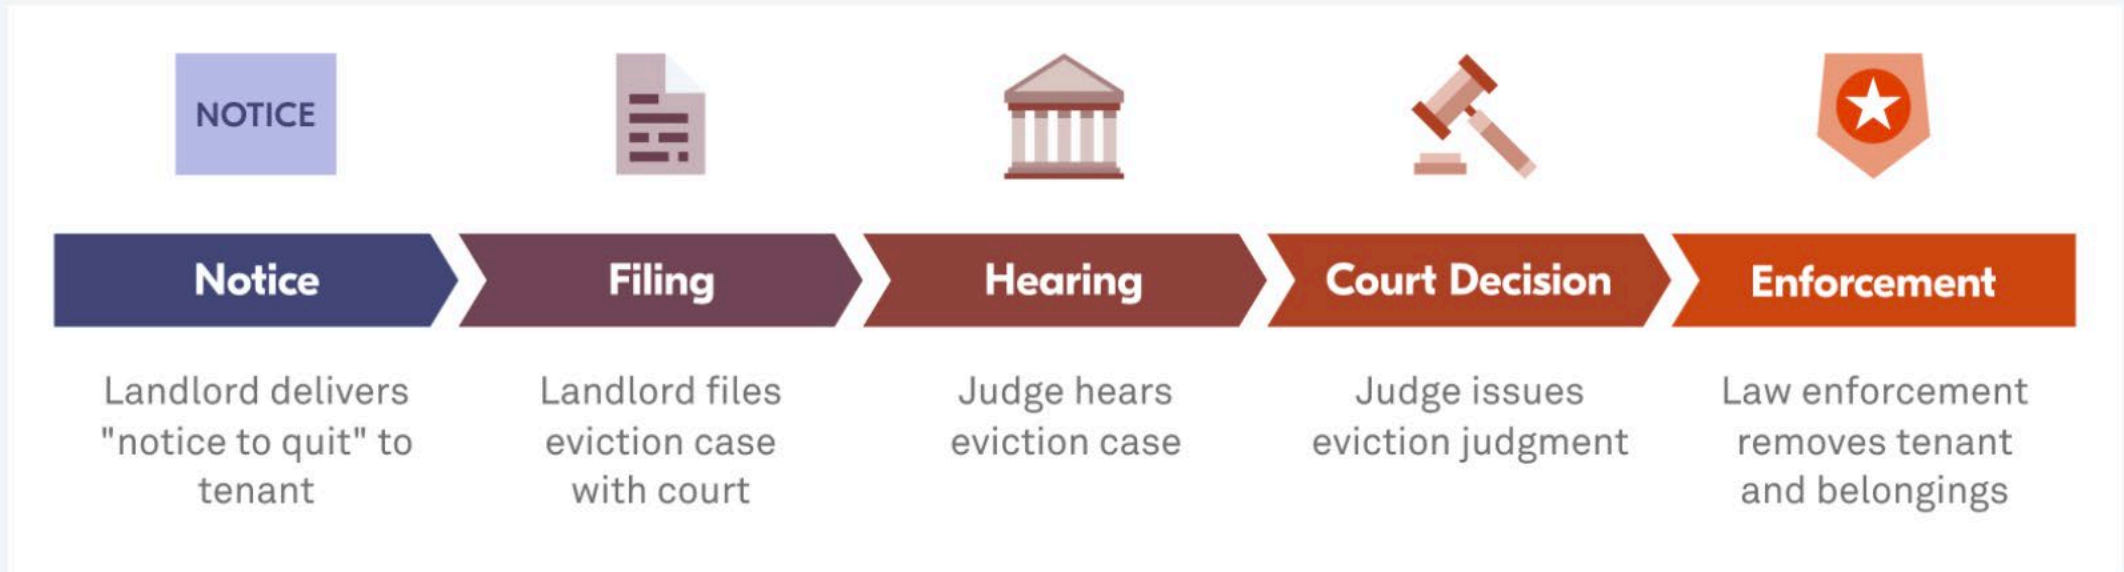 NOTICE
Notice
Landlord delivers
"notice to quit" to
tenant
Filing
Landlord files
eviction case
with court
Hearing
Judge hears
eviction case
Court Decision
Judge issues
eviction judgment
Enforcement
Law enforcement
removes tenant
and belongings